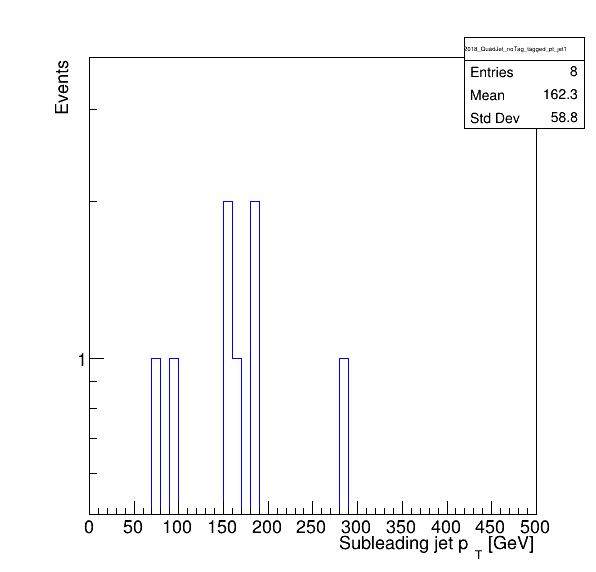 2018_QuadJet_noTag_tagged_pt_jet1
Entries 8
Mean 162.3
Std Dev 58.8
Events
1
0 50 100 150 200 250 300 350 400 450 500
Subleading jet p T [GeV]